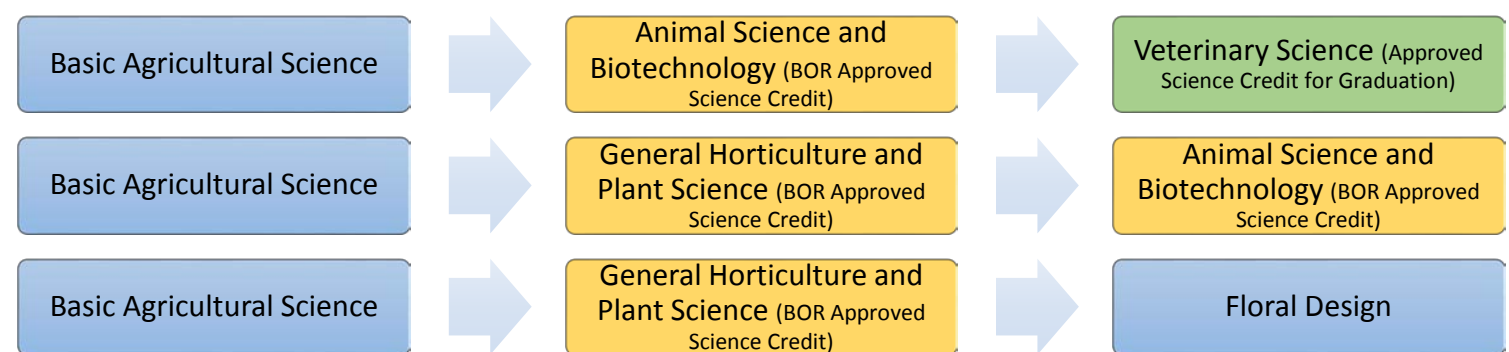 Basic Agricultural Science
Animal Science and
Biotechnology (BOR Approved
Science Credit)
Veterinary Science (Approved
Science Credit for Graduation)
Basic Agricultural Science
General Horticulture and
Plant Science (BOR Approved
Science Credit)
Animal Science and
Biotechnology (BOR Approved
Science Credit)
Basic Agricultural Science
General Horticulture and
Plant Science (BOR Approved
Science Credit)
Floral Design